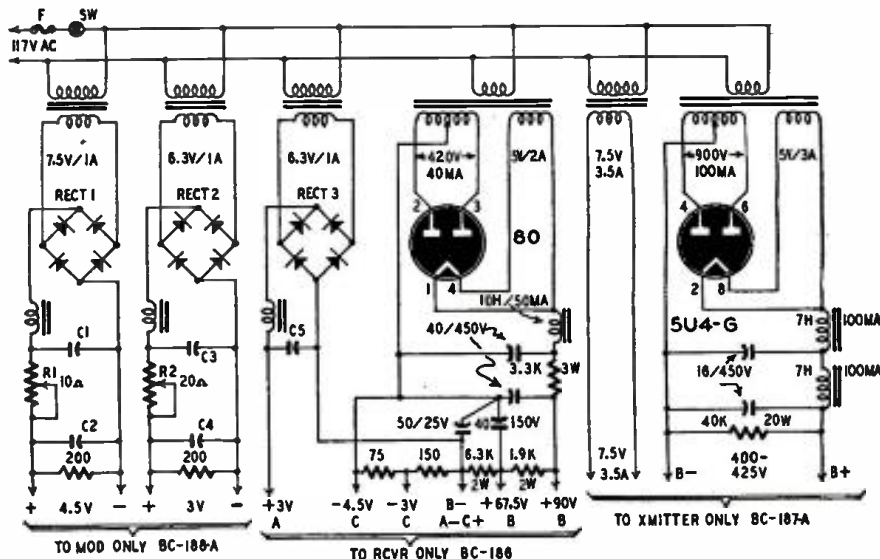 F SW
117V AC
7.5V/1A 6.3V/1A 6.3V/1A 420V 40MA 5V/2A 7.5V 3.5A 900V 100MA 5V/3A
RECT 1 RECT 2 RECT 3
2 3 80 4 6
1 4 2 8
10H/50MA 5U4-G 7H 100MA
C1 C3 C5 40/450V 3.3K 3W 16/450V 7H 100MA
R1 10Ω R2 20Ω
C2 C4 50/25V 40 150V 40K 20W
200 200 75 150 6.3K 2W 1.9K 2W 7.5V 3.5A 400-425V
B- B+
+ 4.5V - + 3V - +3V A -4.5V C -3V C B- A-C+ +67.5V B +90V B
TO MOD ONLY BC-188-A TO RCVR ONLY BC-186 TO XMITTER ONLY BC-187-A